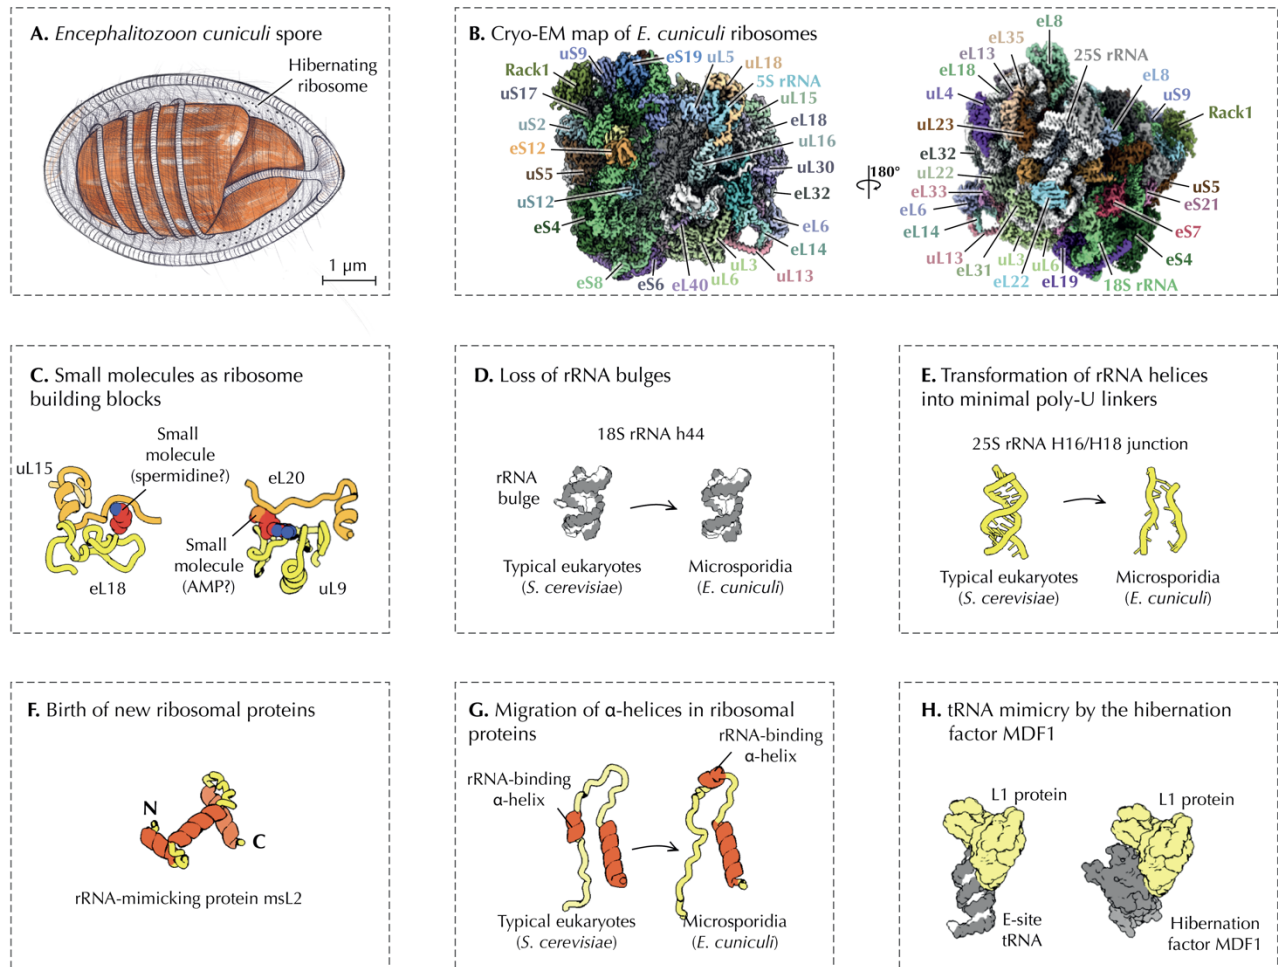 A. Encephalitozoon cuniculi spore
Hibernating
ribosome
1 µm
B. Cryo-EM map of E. cuniculi ribosomes
uS9
eS19
uL5
uL18
Rack1
5S rRNA
uS17
uL15
uS2
eL18
eS12
uL16
uS5
uL30
uS12
eL32
eS4
eL6
eL14
eS8
eS6
eL40
uL6
uL3
uL13
180°
eL8
eL35
eL13
25S rRNA
eL18
eL8
uL4
uS9
Rack1
uL23
eL32
uL22
uS5
eL33
eS21
eL6
eS7
eL14
uL13
eS4
eL31
uL3
uL6
eL22
eL19
18S rRNA
C. Small molecules as ribosome
building blocks
Small
molecule
(spermidine?)
uL15
eL20
Small
molecule
(AMP?)
eL18
uL9
D. Loss of rRNA bulges
18S rRNA h44
rRNA
bulge
Typical eukaryotes
(S. cerevisiae)
Microsporidia
(E. cuniculi)
E. Transformation of rRNA helices
into minimal poly-U linkers
25S rRNA H16/H18 junction
Typical eukaryotes
(S. cerevisiae)
Microsporidia
(E. cuniculi)
F. Birth of new ribosomal proteins
N
C
rRNA-mimicking protein msL2
G. Migration of α-helices in ribosomal
proteins
rRNA-binding
α-helix
rRNA-binding
α-helix
Typical eukaryotes
(S. cerevisiae)
Microsporidia
(E. cuniculi)
H. tRNA mimicry by the hibernation
factor MDF1
L1 protein
L1 protein
E-site
tRNA
Hibernation
factor MDF1